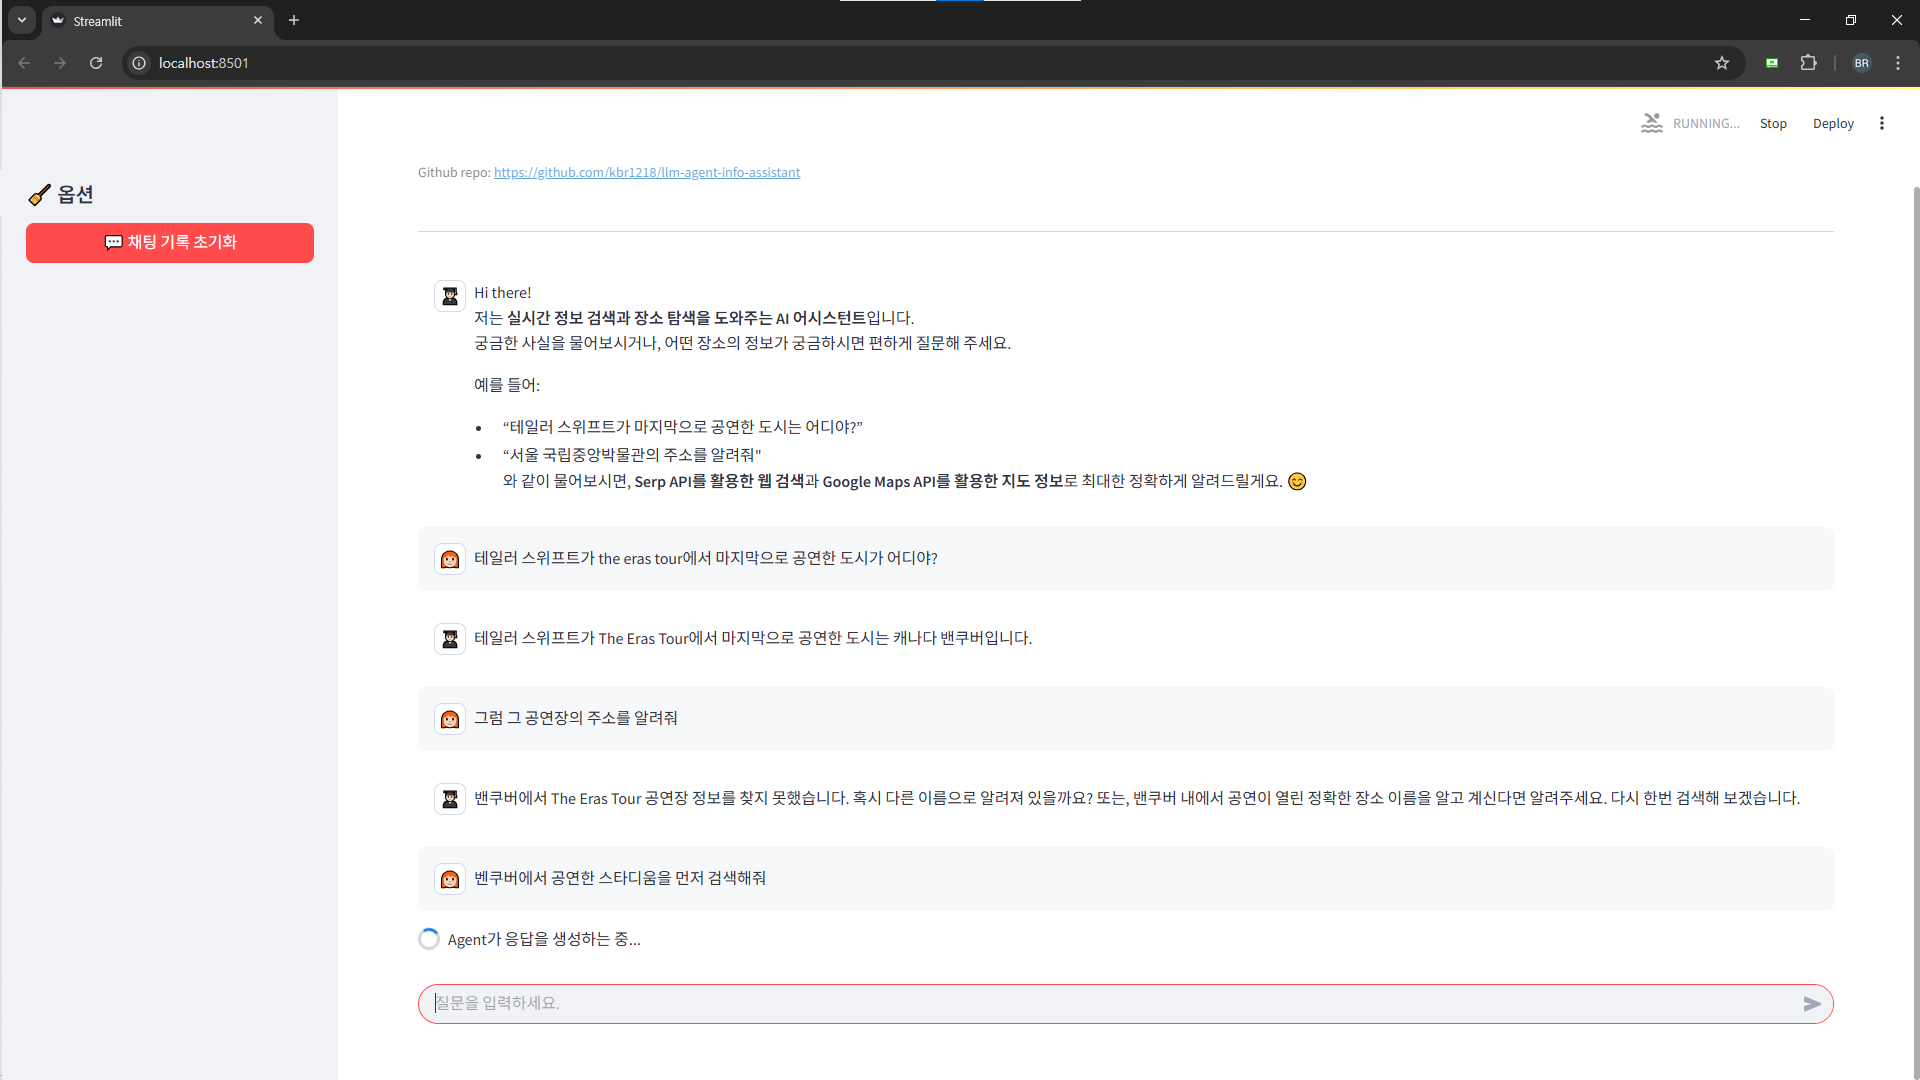 Streamlit
localhost:8501
BR
RUNNING...
Stop
Deploy
옵션
채팅 기록 초기화
Github repo: https://github.com/kbr1218/llm-agent-info-assistant
Hi there!
저는 실시간 정보 검색과 장소 탐색을 도와주는 AI 어시스턴트입니다.
궁금한 사실을 물어보시거나, 어떤 장소의 정보가 궁금하시면 편하게 질문해 주세요.
예를 들어:
• “테일러 스위프트가 마지막으로 공연한 도시는 어디야?”
• “서울 국립중앙박물관의 주소를 알려줘"
와 같이 물어보시면, Serp API를 활용한 웹 검색과 Google Maps API를 활용한 지도 정보로 최대한 정확하게 알려드릴게요. 😊
테일러 스위프트가 the eras tour에서 마지막으로 공연한 도시가 어디야?
테일러 스위프트가 The Eras Tour에서 마지막으로 공연한 도시는 캐나다 밴쿠버입니다.
그럼 그 공연장의 주소를 알려줘
밴쿠버에서 The Eras Tour 공연장 정보를 찾지 못했습니다. 혹시 다른 이름으로 알려져 있을까요? 또는, 밴쿠버 내에서 공연이 열린 정확한 장소 이름을 알고 계신다면 알려주세요. 다시 한번 검색해 보겠습니다.
벤쿠버에서 공연한 스타디움을 먼저 검색해줘
Agent가 응답을 생성하는 중...
질문을 입력하세요.